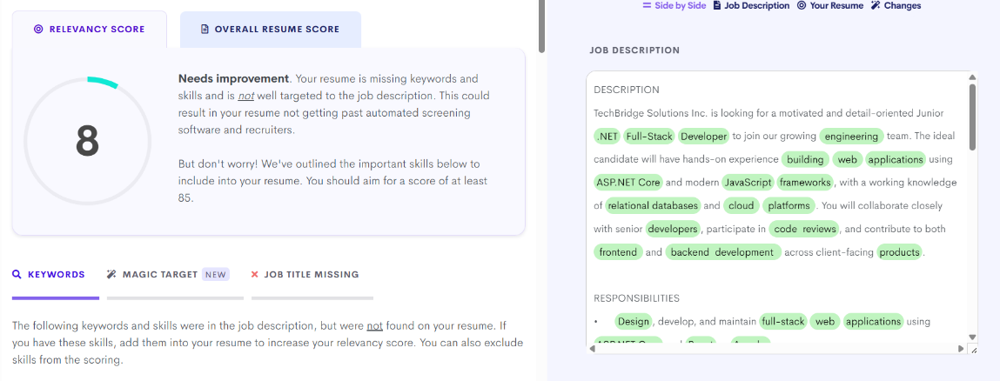 RELEVANCY SCORE
OVERALL RESUME SCORE
8
Needs improvement. Your resume is missing keywords and
skills and is not well targeted to the job description. This could
result in your resume not getting past automated screening
software and recruiters.
But don't worry! We've outlined the important skills below to
include into your resume. You should aim for a score of at least
85.
KEYWORDS
MAGIC TARGET NEW
JOB TITLE MISSING
The following keywords and skills were in the job description, but were not found on your resume. If
you have these skills, add them into your resume to increase your relevancy score. You can also exclude
skills from the scoring.
Side by Side Job Description Your Resume Changes
JOB DESCRIPTION
DESCRIPTION
TechBridge Solutions Inc. is looking for a motivated and detail-oriented Junior
.NET Full-Stack Developer to join our growing engineering team. The ideal
candidate will have hands-on experience building web applications using
ASP.NET Core and modern JavaScript frameworks, with a working knowledge
of relational databases and cloud platforms. You will collaborate closely
with senior developers, participate in code reviews, and contribute to both
frontend and backend development across client-facing products.
RESPONSIBILITIES
• Design, develop, and maintain full-stack web applications using